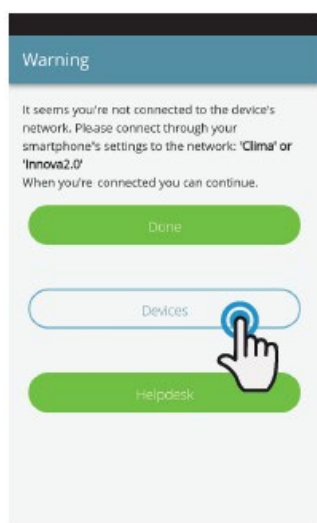 Warning
It seems you're not connected to the device's
network. Please connect through your
smartphone's settings to the network: 'Clima' or
'Innova2.0'
When you're connected you can continue.
Done
Devices
Helpdesk